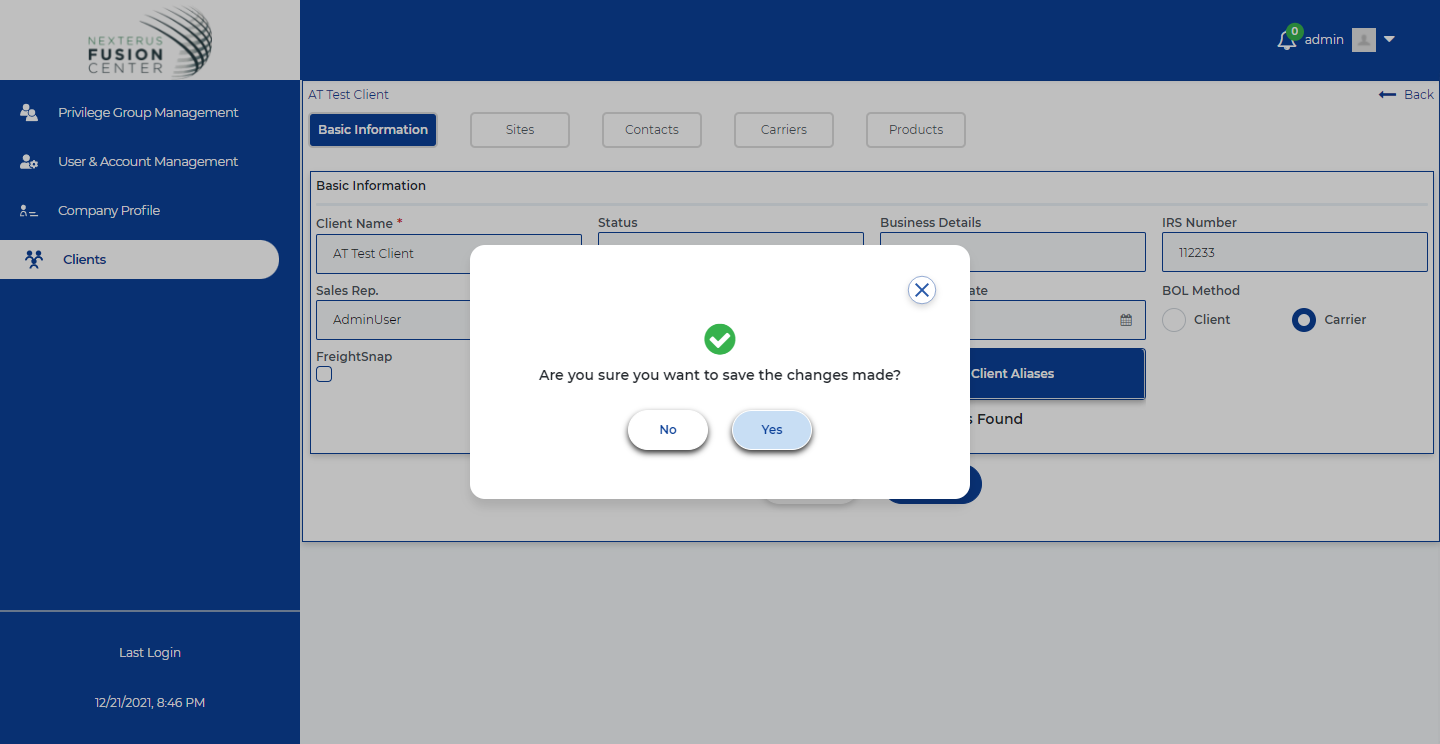 NEXTERUS
FUSION
CENTER
0
admin
Privilege Group Management
User & Account Management
Company Profile
Clients
Last Login
12/21/2021, 8:46 PM
AT Test Client
Back
Basic Information
Sites
Contacts
Carriers
Products
Basic Information
Client Name *
Status
Business Details
IRS Number
AT Test Client
112233
Sales Rep.
ate
BOL Method
AdminUser
Client
Carrier
FreightSnap
Client Aliases
s Found
Are you sure you want to save the changes made?
No
Yes